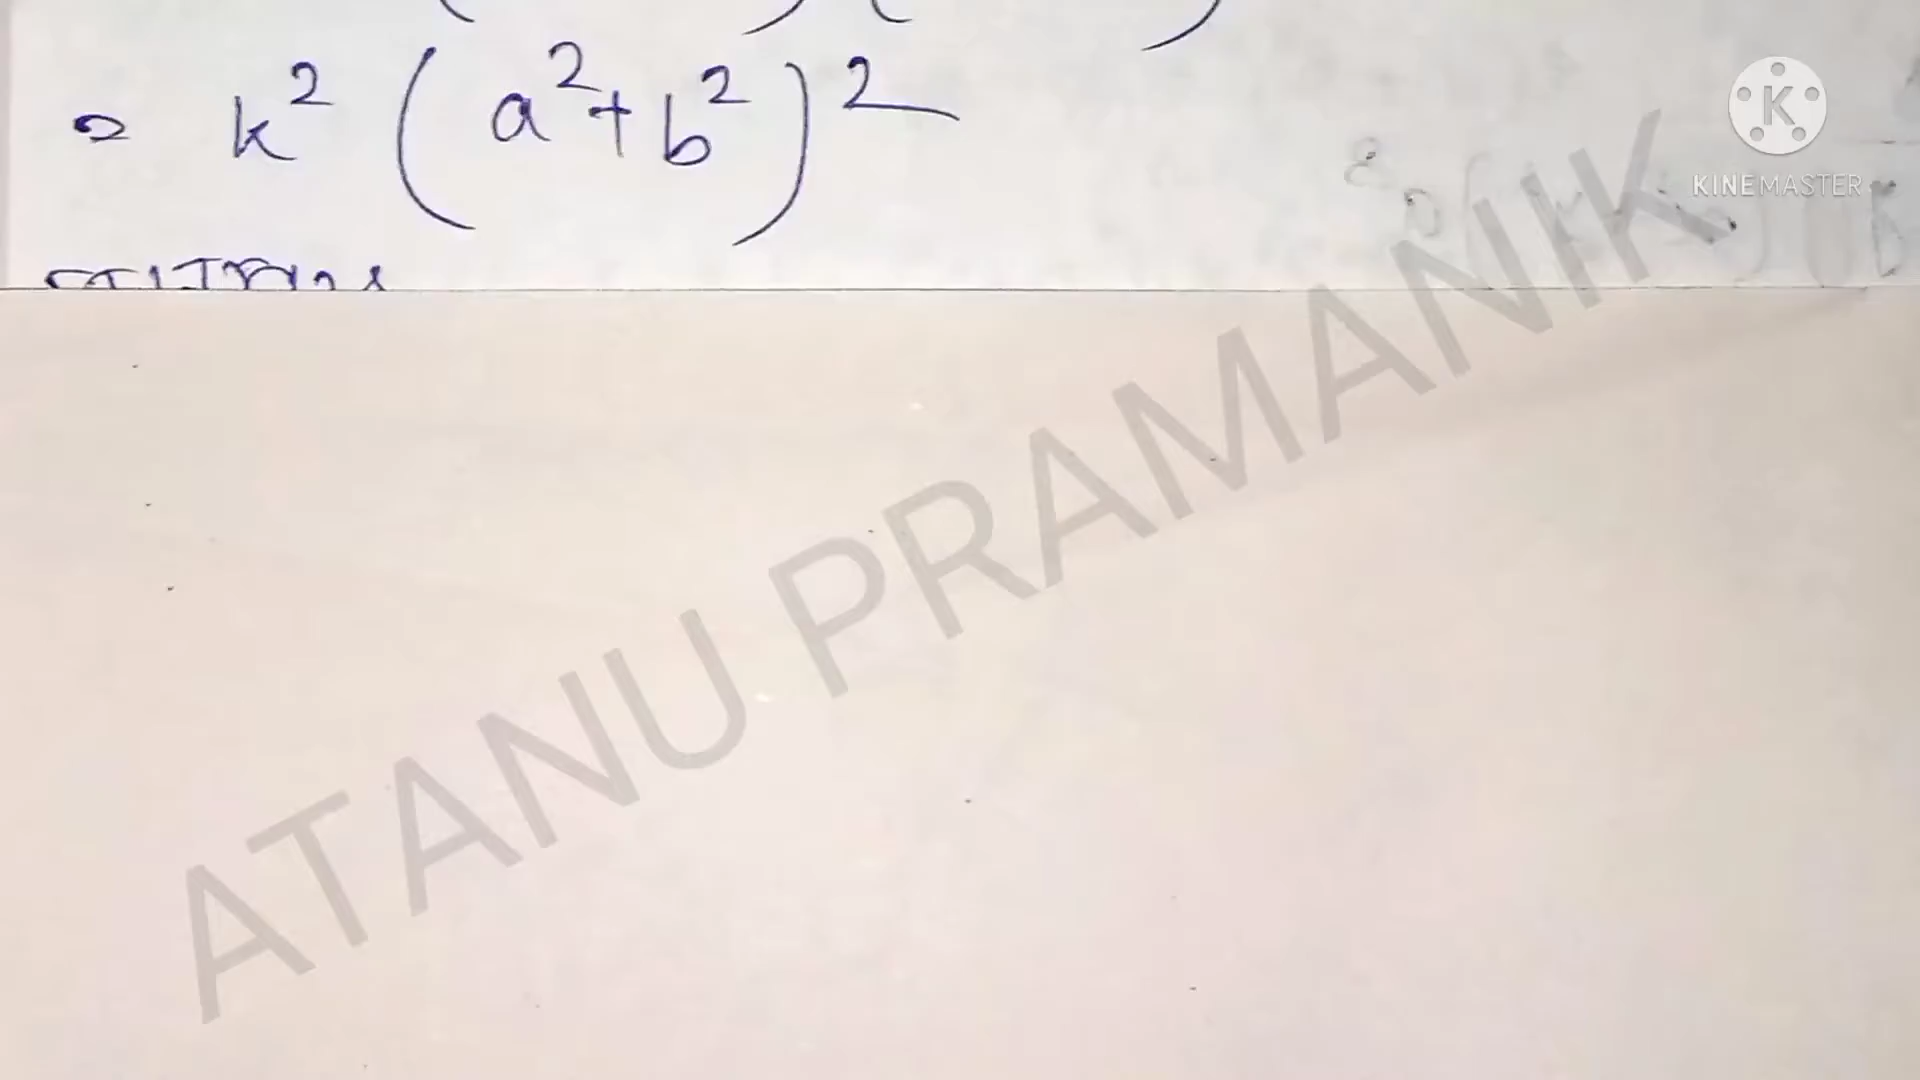 = k² (a² + b²)²
K
KINEMASTER
ATANU PRAMANIK